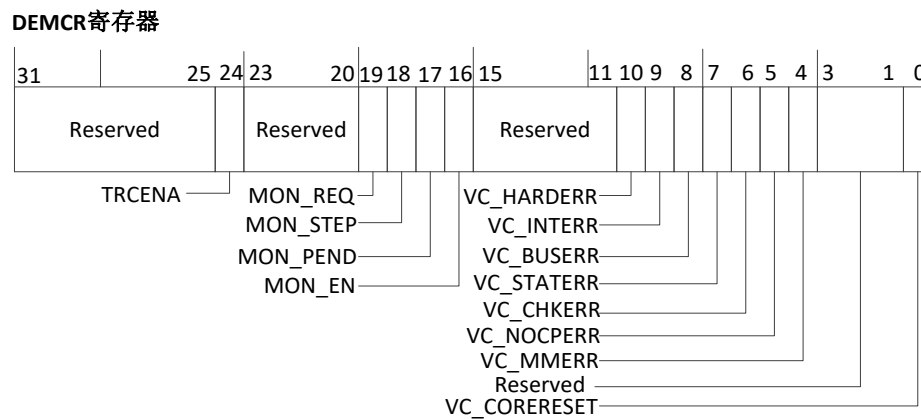 DEMCR寄存器
31 25 24 23 20 19 18 17 16 15 11 10 9 8 7 6 5 4 3 1 0
Reserved Reserved Reserved
TRCENA MON_REQ VC_HARDERR
MON_STEP VC_INTERR
MON_PEND VC_BUSERR
MON_EN VC_STATERR
VC_CHKERR
VC_NOCPERR
VC_MMERR
Reserved
VC_CORERESET